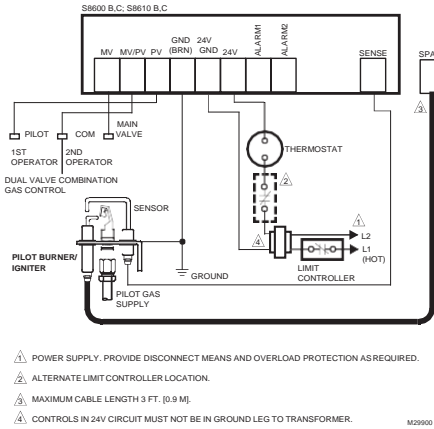 S8600 B,C; S8610 B,C
MV MV/PV PV GND (BRN) 24V GND 24V ALARM1 ALARM2 SENSE SPA
3
PILOT COM MAIN VALVE
1ST OPERATOR 2ND OPERATOR
DUAL VALVE COMBINATION
GAS CONTROL
THERMOSTAT
2
SENSOR
1
L2
4
L1
(HOT)
LIMIT
CONTROLLER
PILOT BURNER/
IGNITER
GROUND
PILOT GAS
SUPPLY
1 POWER SUPPLY. PROVIDE DISCONNECT MEANS AND OVERLOAD PROTECTION AS REQUIRED.
2 ALTERNATE LIMIT CONTROLLER LOCATION.
3 MAXIMUM CABLE LENGTH 3 FT. [0.9 M].
4 CONTROLS IN 24V CIRCUIT MUST NOT BE IN GROUND LEG TO TRANSFORMER.
M29900